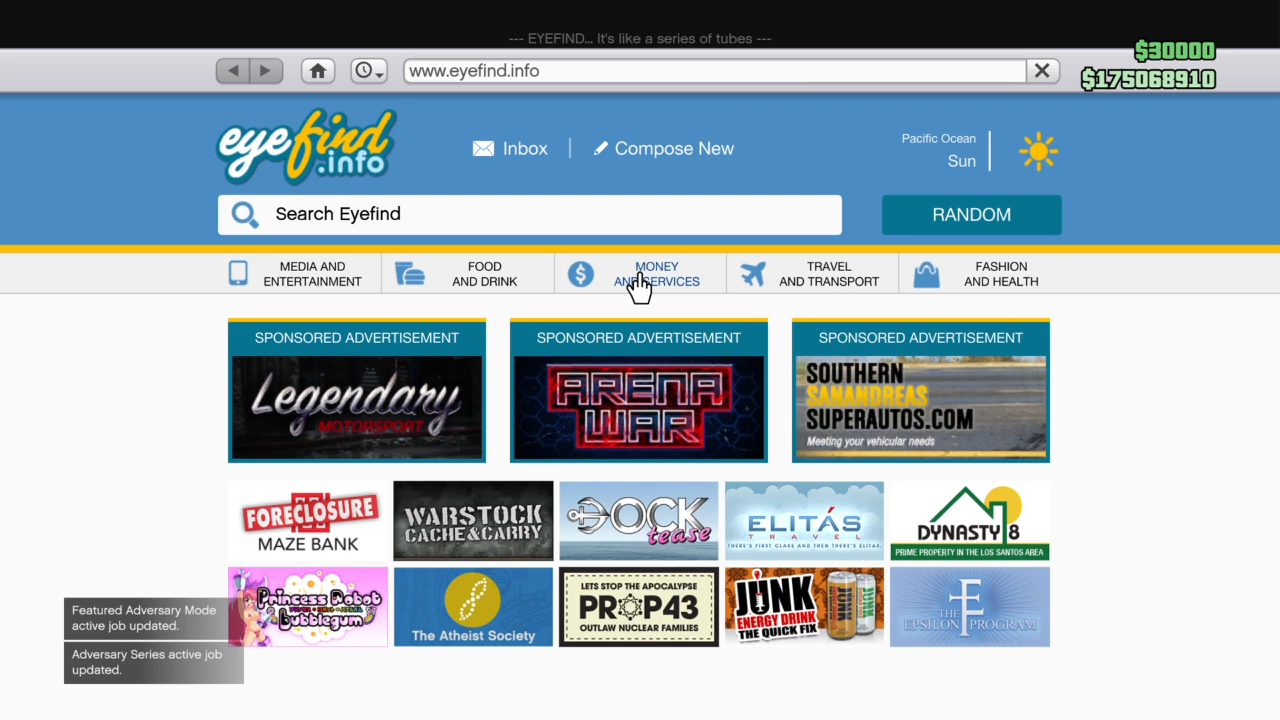 --- EYEFIND... It's like a series of tubes ---
$30000
www.eyefind.info
$175068910
eyefind
.info
Inbox
Compose New
Pacific Ocean
Sun
Search Eyefind
RANDOM
MEDIA AND
ENTERTAINMENT
FOOD
AND DRINK
MONEY
AND SERVICES
TRAVEL
AND TRANSPORT
FASHION
AND HEALTH
SPONSORED ADVERTISEMENT
SPONSORED ADVERTISEMENT
SPONSORED ADVERTISEMENT
Legendary
MOTORSPORT
ARENA
WAR
SOUTHERN
SANANDREAS
SUPERAUTOS.COM
Meeting your vehicular needs
FORECLOSURE
MAZE BANK
WARSTOCK
CACHE&CARRY
DOCK
tease
ELITÁS
TRAVEL
THERE'S FIRST CLASS AND THEN THERE'S ELITAS.
DYNASTY 8
PRIME PROPERTY IN THE LOS SANTOS AREA
Princess Robot
Bubblegum
The Atheist Society
LETS STOP THE APOCALYPSE
PROP43
OUTLAW NUCLEAR FAMILIES
JUNK
ENERGY DRINK
THE QUICK FIX
THE
EPSILON PROGRAM
Featured Adversary Mode
active job updated.
Adversary Series active job
updated.